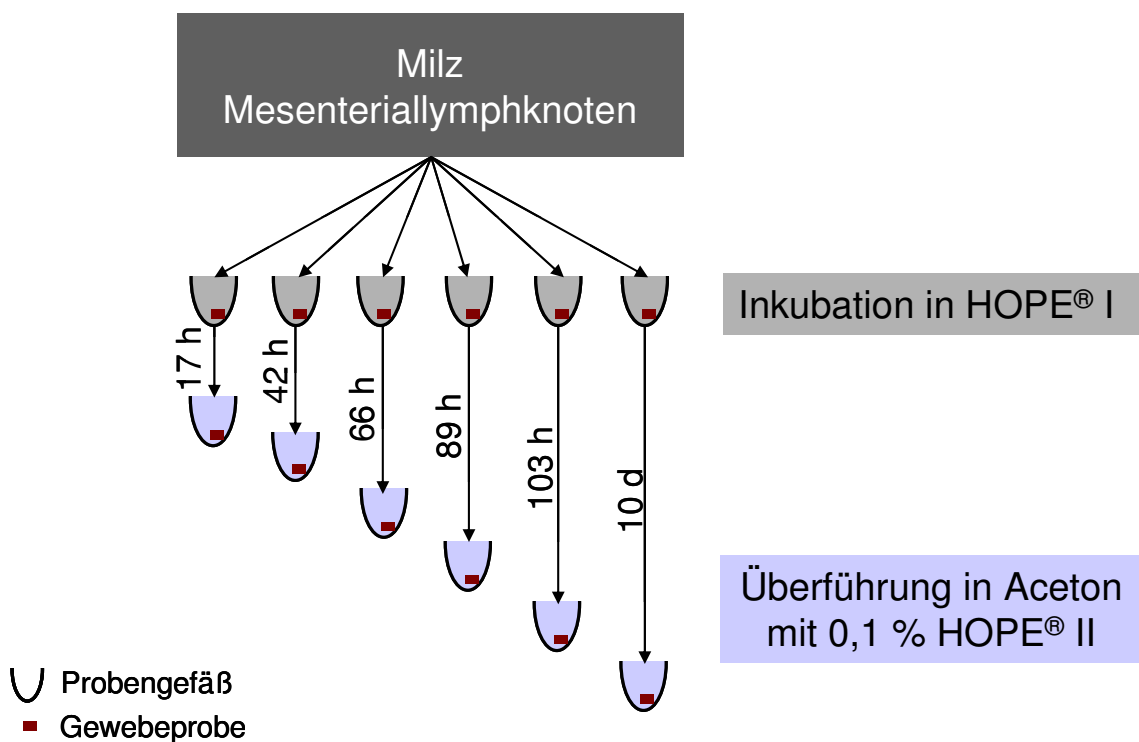 Milz
Mesenteriallymphknoten
Inkubation in HOPE® I
17 h
42 h
66 h
89 h
103 h
10 d
Überführung in Aceton
mit 0,1 % HOPE® II
Probengefäß
Gewebeprobe